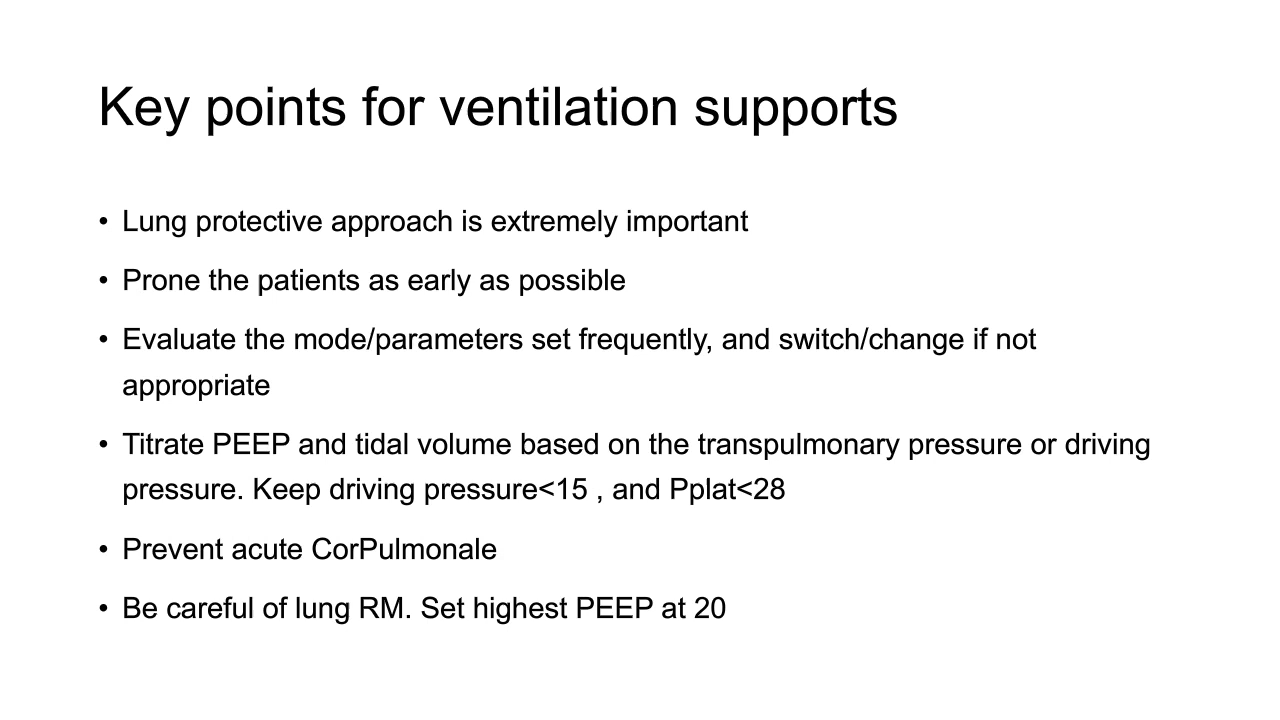 Key points for ventilation supports
• Lung protective approach is extremely important
• Prone the patients as early as possible
• Evaluate the mode/parameters set frequently, and switch/change if not
appropriate
• Titrate PEEP and tidal volume based on the transpulmonary pressure or driving
pressure. Keep driving pressure<15 , and Pplat<28
• Prevent acute CorPulmonale
• Be careful of lung RM. Set highest PEEP at 20